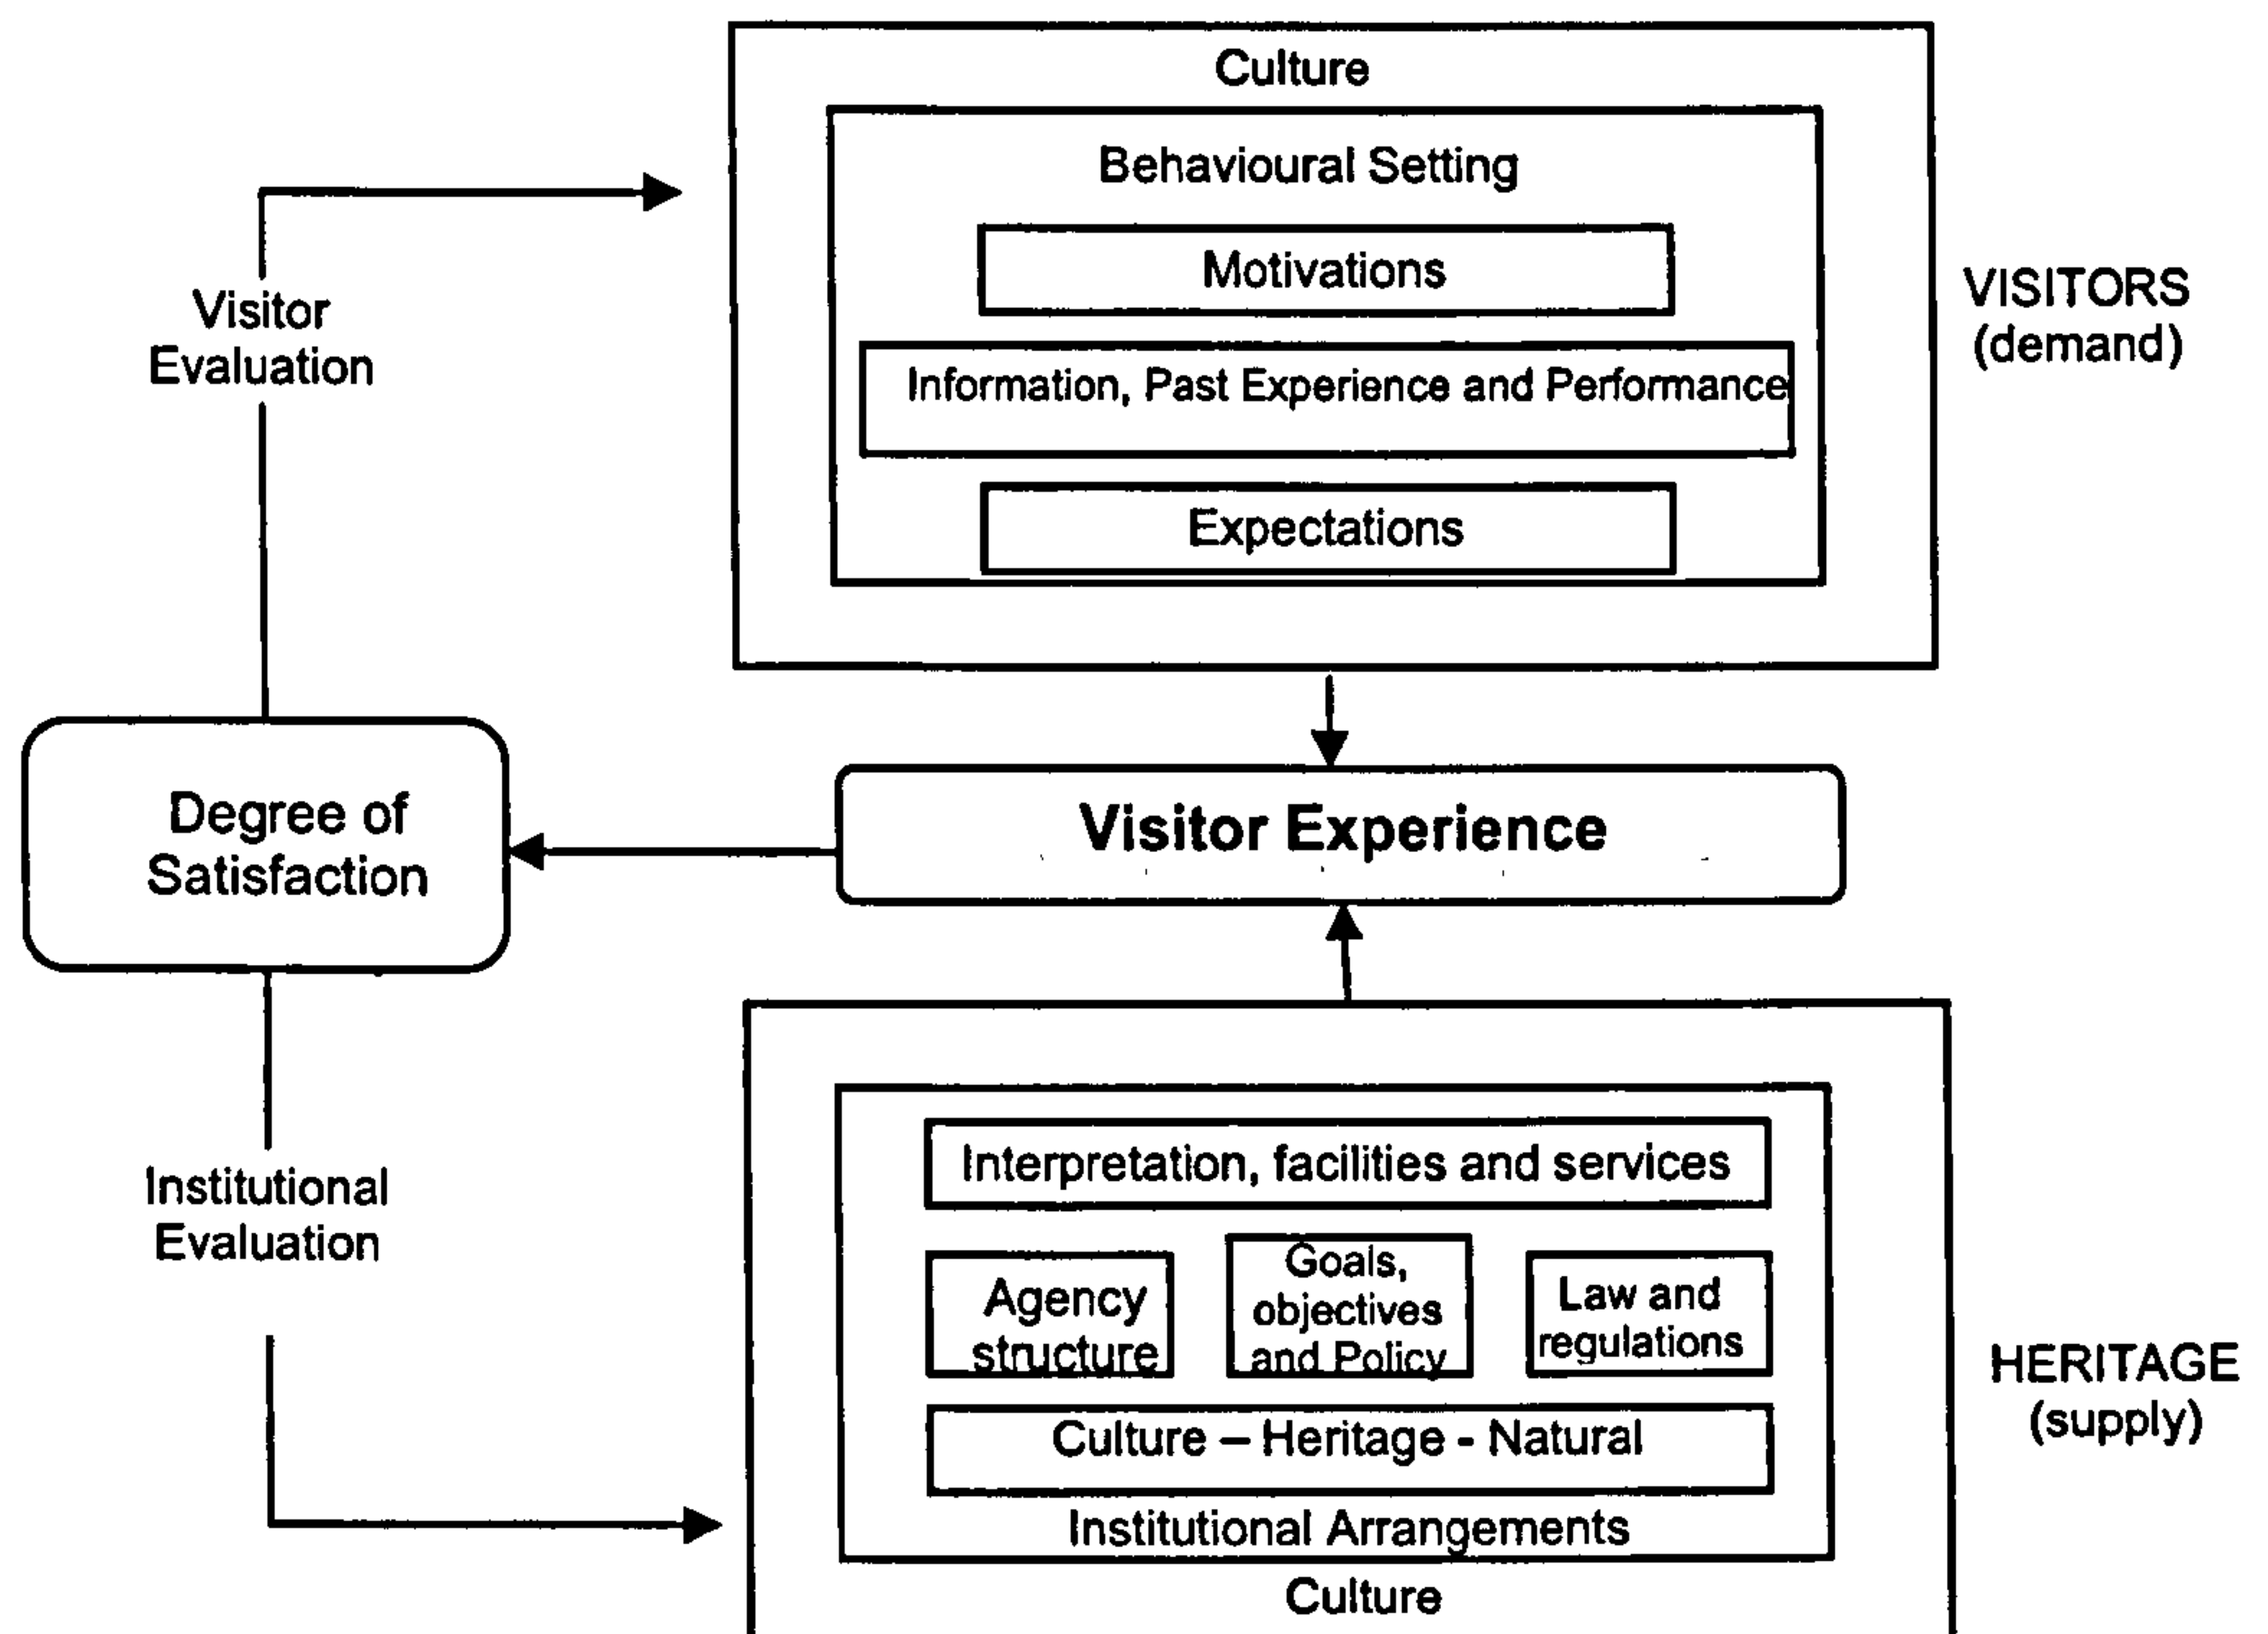 Culture
Behavioural Setting
Motivations
Information, Past Experience and Performance
Expectations
VISITORS
(demand)
Visitor
Evaluation
Degree of
Satisfaction
Visitor Experience
Institutional
Evaluation
Interpretation, facilities and services
Agency
structure
Goals,
objectives
and Policy
Law and
regulations
Culture – Heritage - Natural
Institutional Arrangements
Culture
HERITAGE
(supply)